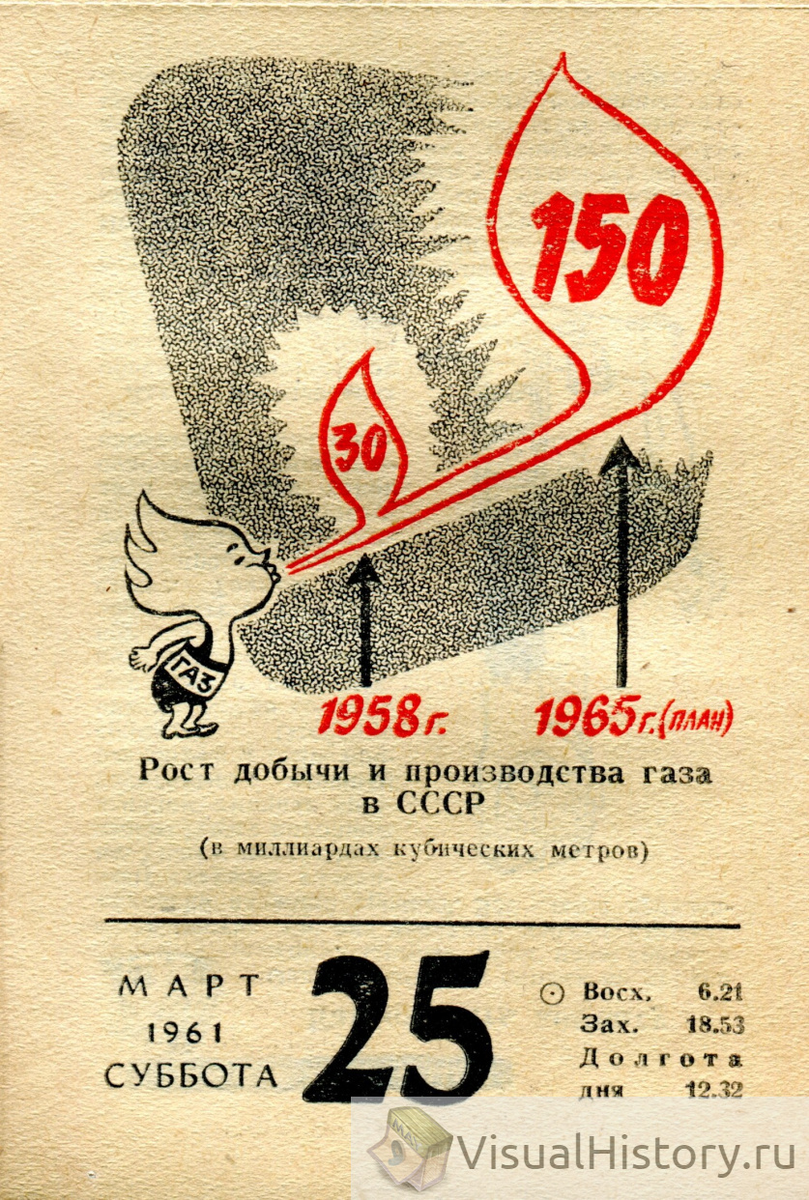 150
30
ГАЗ
1958 г. 1965 г. (ПЛАН)
Рост добычи и производства газа
в СССР
(в миллиардах кубических метров)
МАРТ
1961
СУББОТА
25
Восх. 6.21
Зах. 18.53
Долгота
дня 12.32
VisualHistory.ru